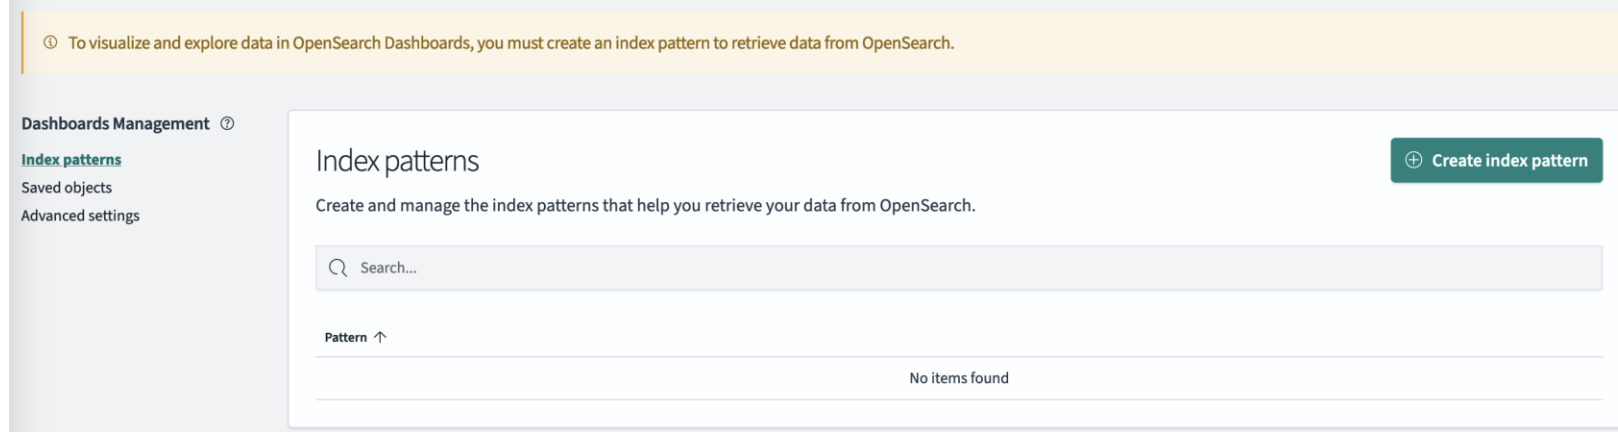 To visualize and explore data in OpenSearch Dashboards, you must create an index pattern to retrieve data from OpenSearch.
Dashboards Management
Index patterns
Saved objects
Advanced settings
Index patterns
Create index pattern
Create and manage the index patterns that help you retrieve your data from OpenSearch.
Search...
Pattern
No items found